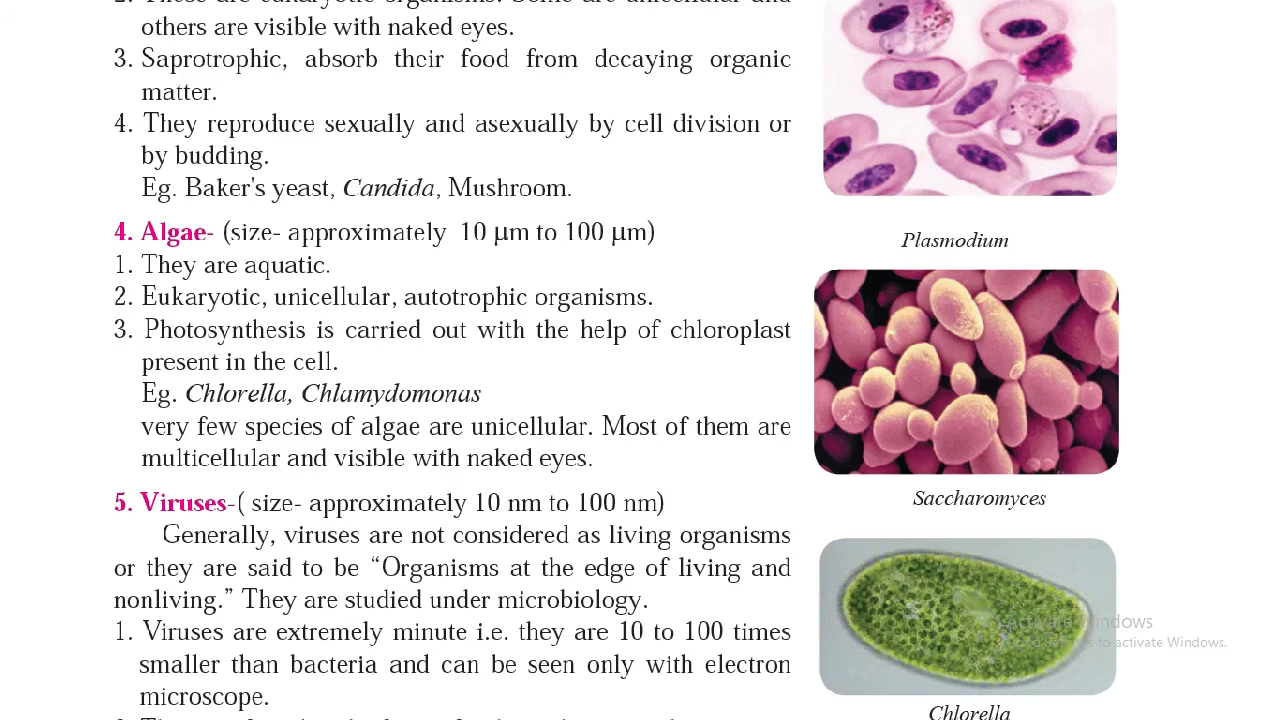 others are visible with naked eyes.
3. Saprotrophic, absorb their food from decaying organic
matter.
4. They reproduce sexually and asexually by cell division or
by budding.
Eg. Baker's yeast, Candida, Mushroom.
4. Algae- (size- approximately 10 μm to 100 μm)
1. They are aquatic.
2. Eukaryotic, unicellular, autotrophic organisms.
3. Photosynthesis is carried out with the help of chloroplast
present in the cell.
Eg. Chlorella, Chlamydomonas
very few species of algae are unicellular. Most of them are
multicellular and visible with naked eyes.
5. Viruses-( size- approximately 10 nm to 100 nm)
Generally, viruses are not considered as living organisms
or they are said to be “Organisms at the edge of living and
nonliving.” They are studied under microbiology.
1. Viruses are extremely minute i.e. they are 10 to 100 times
smaller than bacteria and can be seen only with electron
microscope.
Plasmodium
Saccharomyces
Chlorella
Activate Windows
to activate Windows.